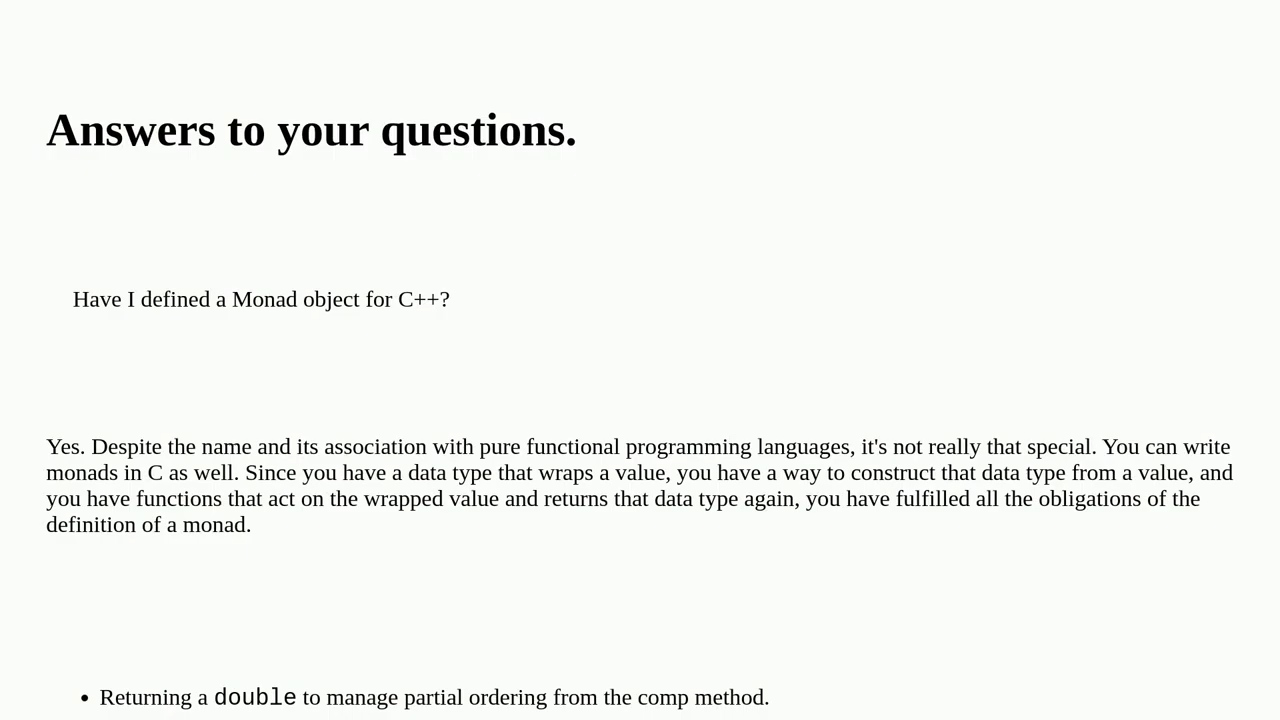 Answers to your questions.
Have I defined a Monad object for C++?
Yes. Despite the name and its association with pure functional programming languages, it's not really that special. You can write
monads in C as well. Since you have a data type that wraps a value, you have a way to construct that data type from a value, and
you have functions that act on the wrapped value and returns that data type again, you have fulfilled all the obligations of the
definition of a monad.
• Returning a double to manage partial ordering from the comp method.